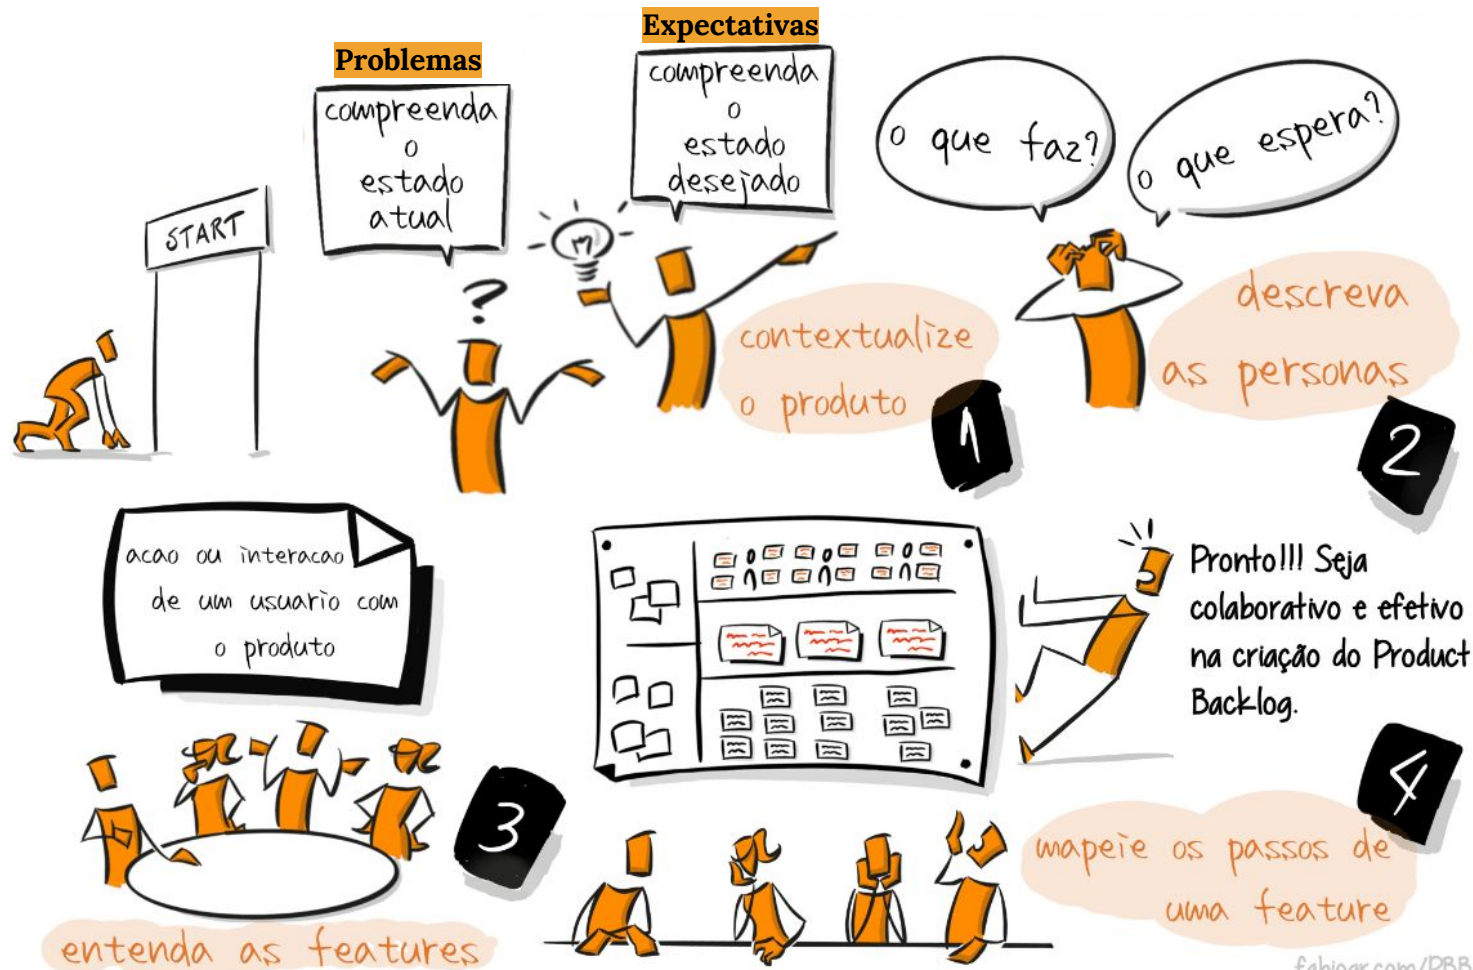 Problemas
compreenda
o
estado
atual
Expectativas
compreenda
o
estado
desejado
o que faz?
o que espera?
START
?
contextualize
o produto
1
descreva
as personas
2
acao ou interacao
de um usuario com
o produto
3
entenda as features
Pronto!!! Seja
colaborativo e efetivo
na criação do Product
Backlog.
4
mapeie os passos de
uma feature
fabiogr.com/PBB